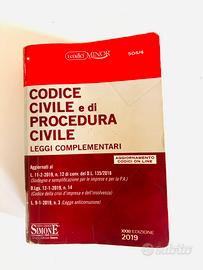 i codici MINOR
504/4
CODICE
CIVILE e di
PROCEDURA
CIVILE
LEGGI COMPLEMENTARI
AGGIORNAMENTO
CODICI ON LINE
Aggiornati al
L. 11-2-2019, n. 12 di conv. del D.L. 135/2018
(Sostegno e semplificazione per le imprese e per la P.A.)
D.Lgs. 12-1-2019, n. 14
(Codice della crisi d'impresa e dell'insolvenza)
L. 9-1-2019, n. 3 (Legge anticorruzione)
SIMONE
EDIZIONE
2019
subito